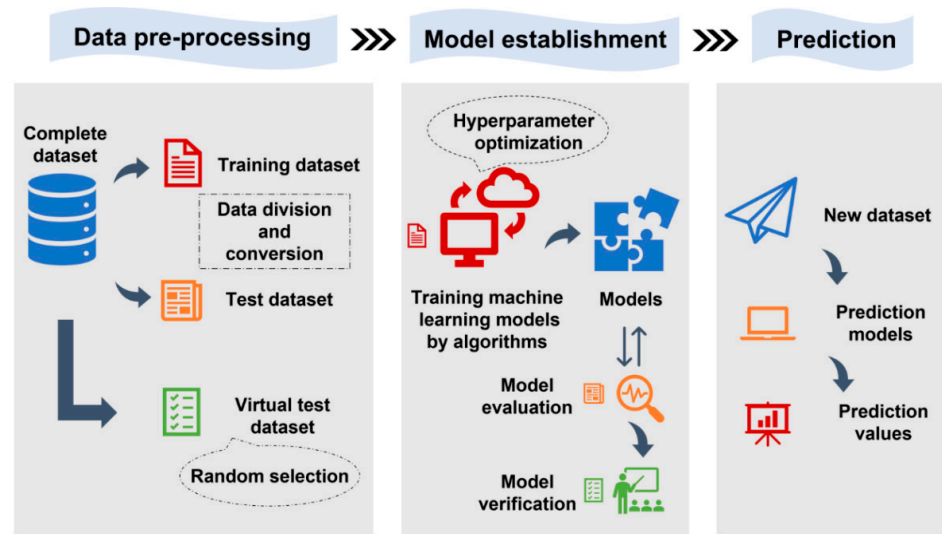 Data pre-processing
Model establishment
Prediction
Complete
dataset
Training dataset
Data division
and
conversion
Test dataset
Virtual test
dataset
Random selection
Hyperparameter
optimization
Training machine
learning models
by algorithms
Models
Model
evaluation
Model
verification
New dataset
Prediction
models
Prediction
values